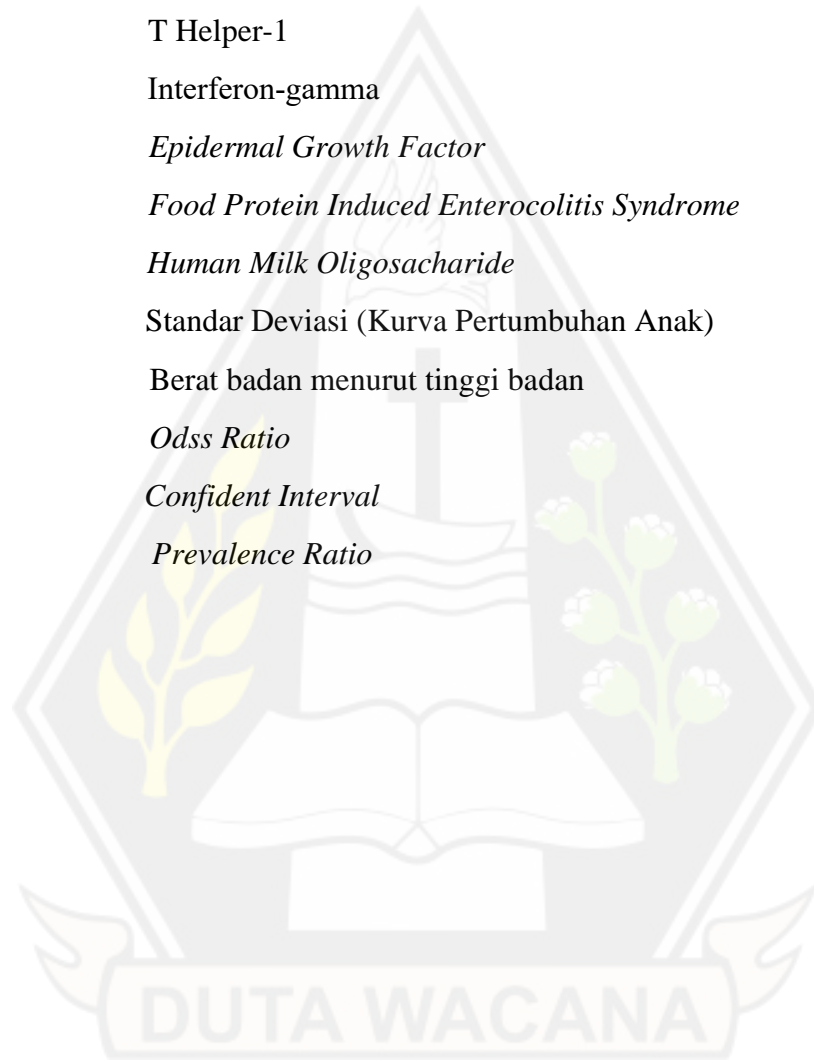 T Helper-1
Interferon-gamma
Epidermal Growth Factor
Food Protein Induced Enterocolitis Syndrome
Human Milk Oligosacharide
Standar Deviasi (Kurva Pertumbuhan Anak)
Berat badan menurut tinggi badan
Odss Ratio
Confident Interval
Prevalence Ratio
DUTA WACANA